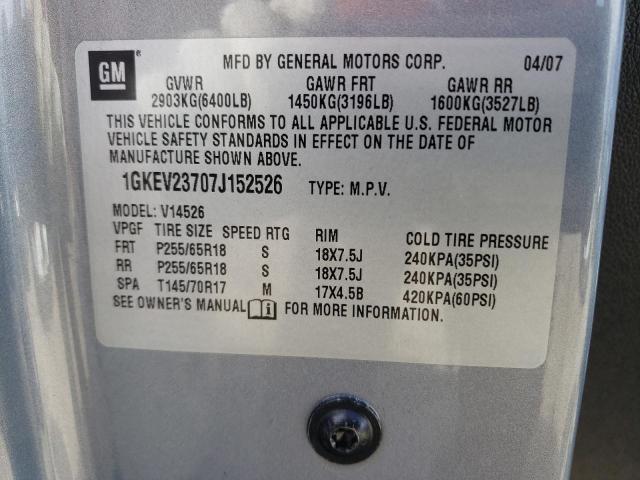 GM ®
MFD BY GENERAL MOTORS CORP. 04/07
GVWR GAWR FRT GAWR RR
2903KG(6400LB) 1450KG(3196LB) 1600KG(3527LB)
THIS VEHICLE CONFORMS TO ALL APPLICABLE U.S. FEDERAL MOTOR
VEHICLE SAFETY STANDARDS IN EFFECT ON THE DATE OF
MANUFACTURE SHOWN ABOVE.
1GKEV23707J152526 TYPE: M.P.V.
MODEL: V14526
VPGF TIRE SIZE SPEED RTG RIM COLD TIRE PRESSURE
FRT P255/65R18 S 18X7.5J 240KPA(35PSI)
RR P255/65R18 S 18X7.5J 240KPA(35PSI)
SPA T145/70R17 M 17X4.5B 420KPA(60PSI)
SEE OWNER'S MANUAL i FOR MORE INFORMATION.